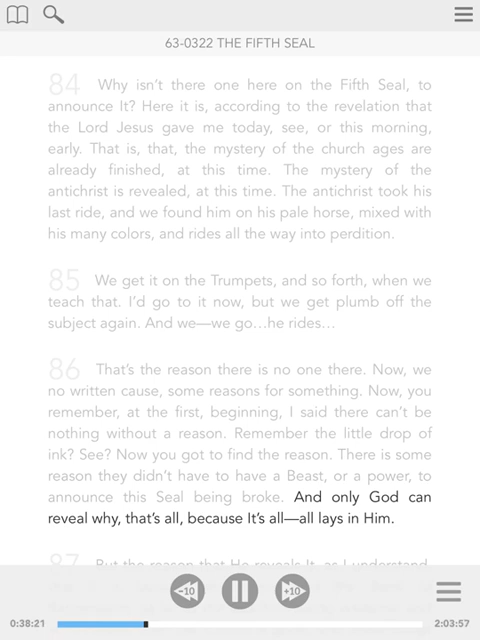 63-0322 THE FIFTH SEAL
84 Why isn't there one here on the Fifth Seal, to
announce It? Here it is, according to the revelation that
the Lord Jesus gave me today, see, or this morning,
early. That is, that, the mystery of the church ages are
already finished, at this time. The mystery of the
antichrist is revealed, at this time. The antichrist took his
last ride, and we found him on his pale horse, mixed with
his many colors, and rides all the way into perdition.
85 We get it on the Trumpets, and so forth, when we
teach that. I'd go to it now, but we get plumb off the
subject again. And we—we go…he rides…
86 That's the reason there is no one there. Now, we
no written cause, some reasons for something. Now, you
remember, at the first, beginning, I said there can't be
nothing without a reason. Remember the little drop of
ink? See? Now you got to find the reason. There is some
reason they didn't have to have a Beast, or a power, to
announce this Seal being broke. And only God can
reveal why, that's all, because It's all—all lays in Him.
87 But the reason that He reveals It, as I understand,
-10
+10
0:38:21
2:03:57